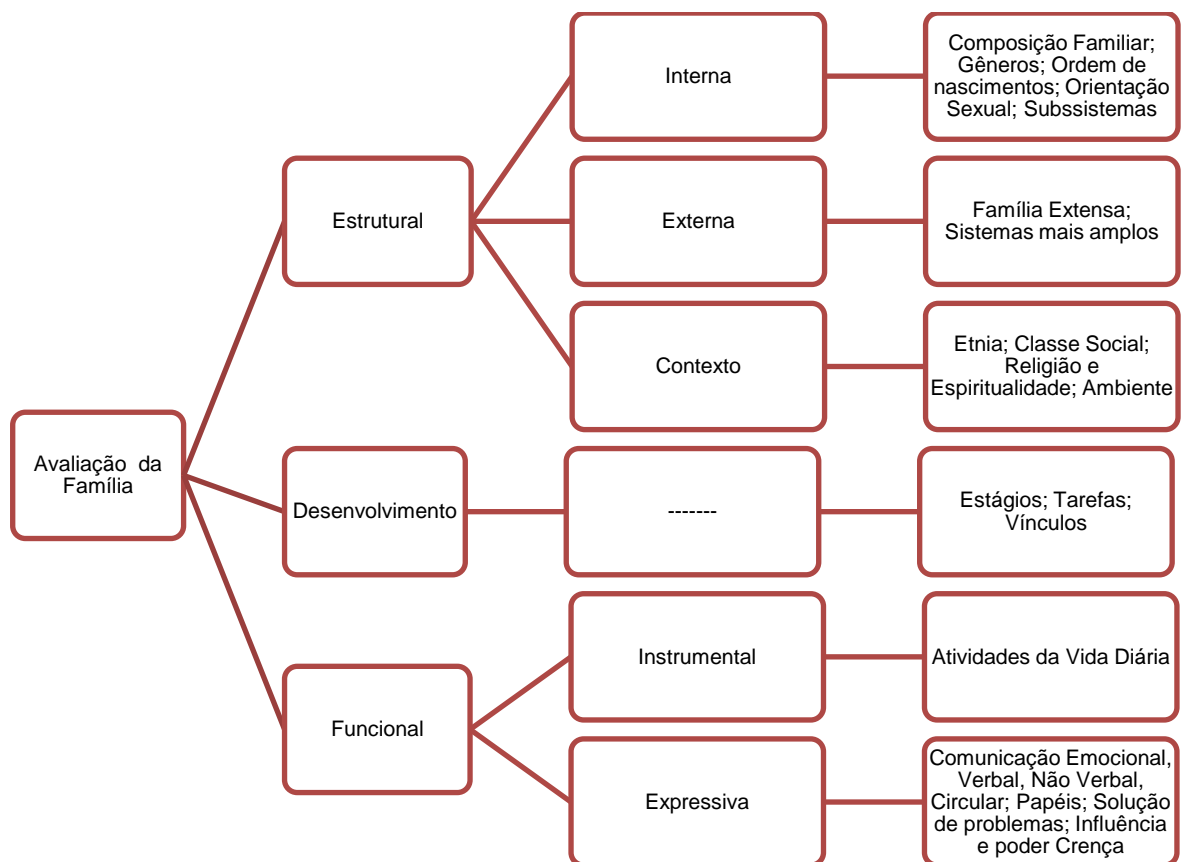 Avaliação da
Família
Estrutural
Interna
Composição Familiar;
Gêneros; Ordem de
nascimentos; Orientação
Sexual; Subssistemas
Externa
Família Extensa;
Sistemas mais amplos
Contexto
Etnia; Classe Social;
Religião e
Espiritualidade; Ambiente
Desenvolvimento
-------
Estágios; Tarefas;
Vínculos
Funcional
Instrumental
Atividades da Vida Diária
Expressiva
Comunicação Emocional,
Verbal, Não Verbal,
Circular; Papéis; Solução
de problemas; Influência
e poder Crença